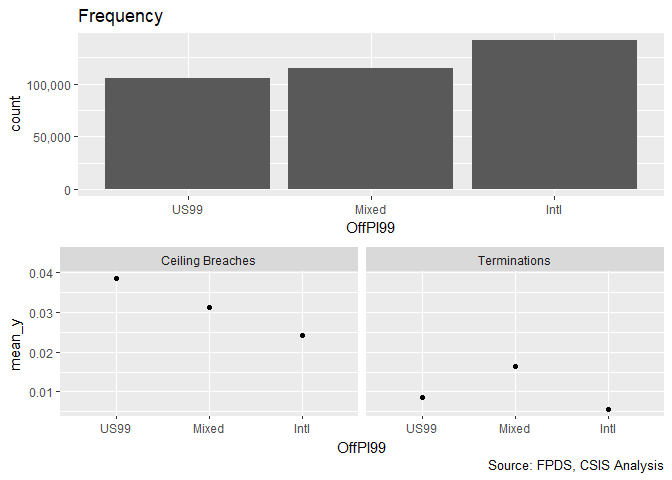 Frequency
count
100,000
50,000
0
US99 Mixed Intl
OffPl99
Ceiling Breaches Terminations
mean_y
0.04
0.03
0.02
0.01
US99 Mixed Intl US99 Mixed Intl
OffPl99
Source: FPDS, CSIS Analysis